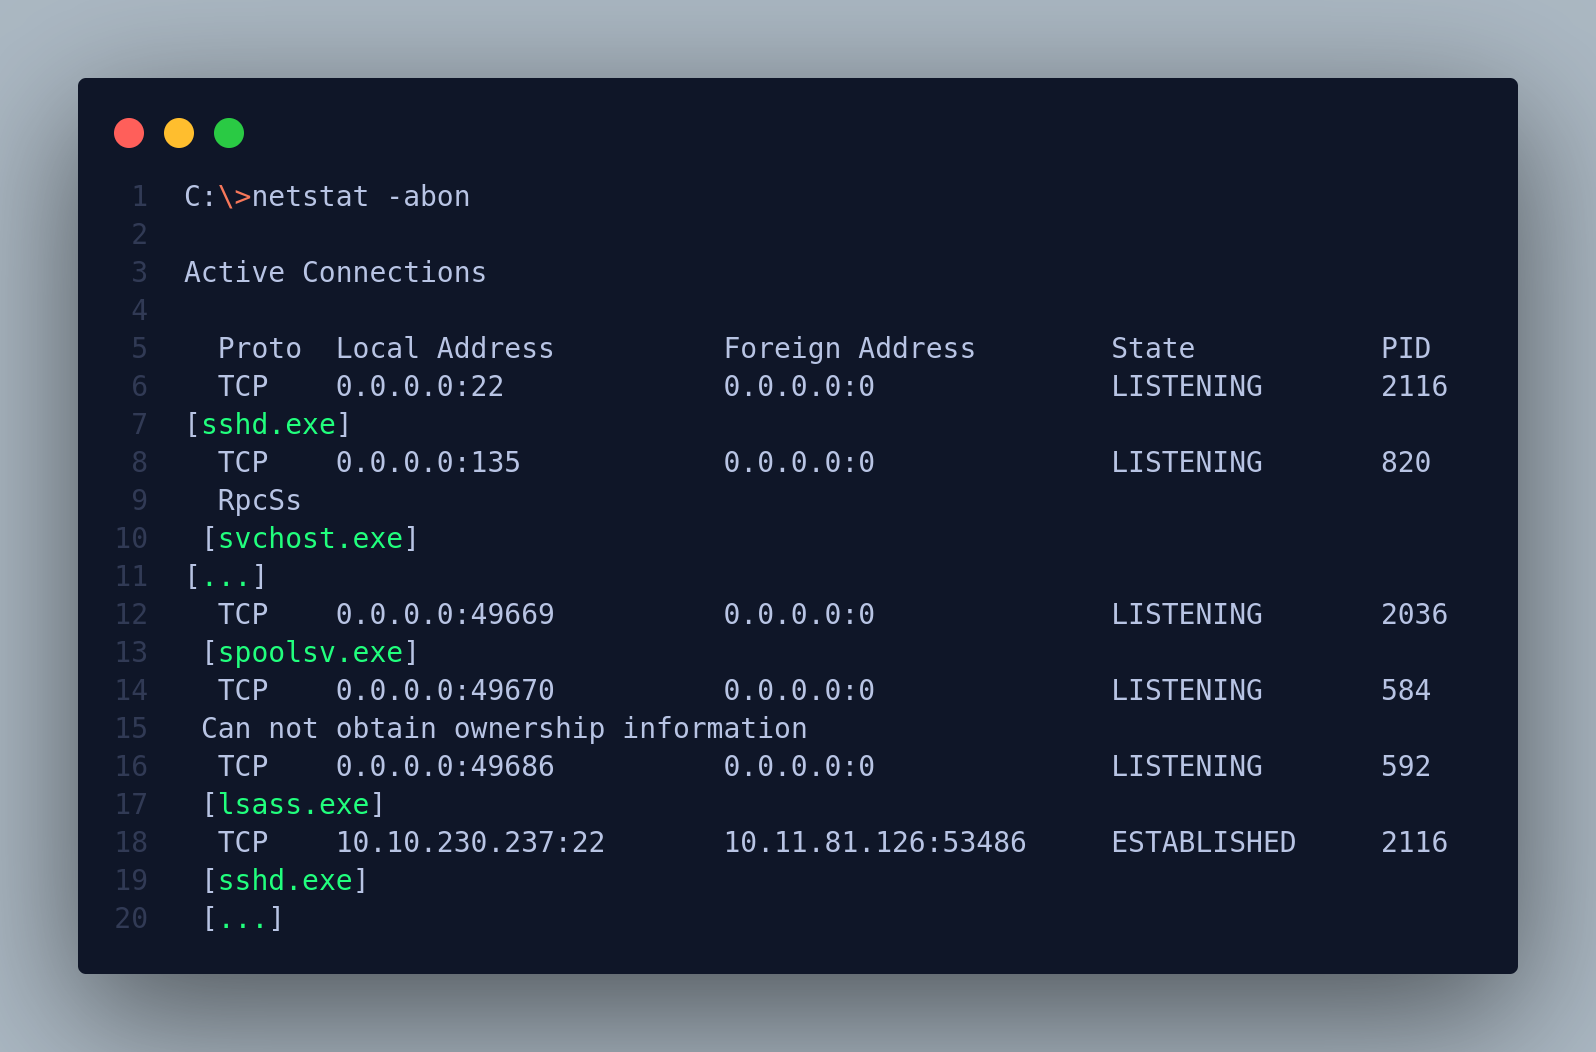 1 C:\>netstat -abon
2
3 Active Connections
4
5   Proto  Local Address          Foreign Address        State           PID
6   TCP    0.0.0.0:22             0.0.0.0:0              LISTENING       2116
7 [sshd.exe]
8   TCP    0.0.0.0:135            0.0.0.0:0              LISTENING       820
9   RpcSs
10  [svchost.exe]
11 [...]
12   TCP    0.0.0.0:49669          0.0.0.0:0              LISTENING       2036
13  [spoolsv.exe]
14   TCP    0.0.0.0:49670          0.0.0.0:0              LISTENING       584
15  Can not obtain ownership information
16   TCP    0.0.0.0:49686          0.0.0.0:0              LISTENING       592
17  [lsass.exe]
18   TCP    10.10.230.237:22       10.11.81.126:53486     ESTABLISHED     2116
19  [sshd.exe]
20  [...]